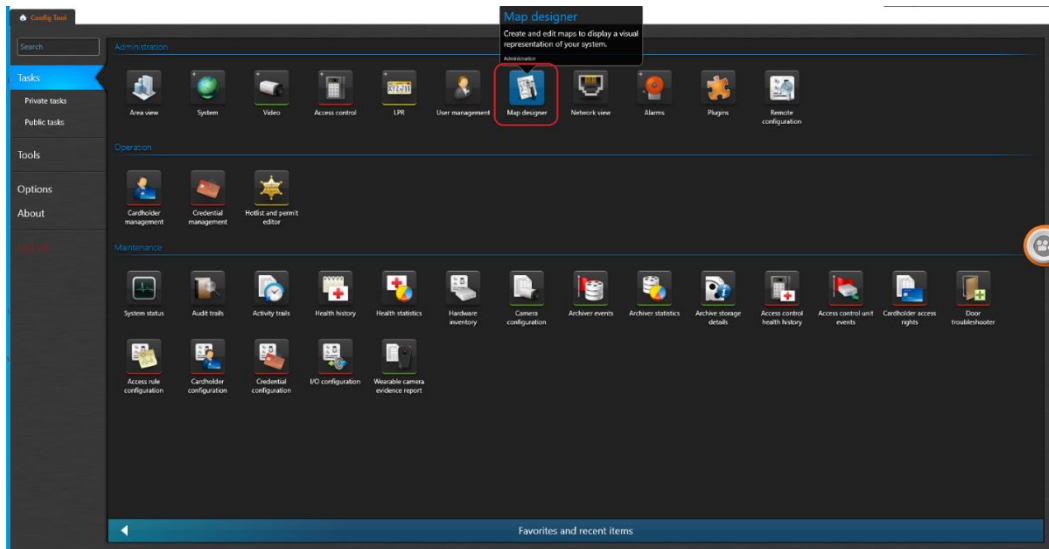 Config Tool
Map designer
Create and edit maps to display a visual
representation of your system.
Administration
Search
Tasks
Private tasks
Public tasks
Tools
Options
About
Administration
Area view
System
Video
Access control
LPR
User management
Map designer
Network view
Alarms
Plugins
Remote
configuration
Operation
Cardholder
management
Credential
management
Hotlist and permit
editor
Maintenance
System status
Audit trails
Activity trails
Health history
Health statistics
Hardware
inventory
Camera
configuration
Archiver events
Archiver statistics
Archive storage
details
Access control
health history
Access control unit
events
Cardholder access
rights
Door
troubleshooter
Access rule
configuration
Cardholder
configuration
Credential
configuration
I/O configuration
Wearable camera
evidence report
Favorites and recent items